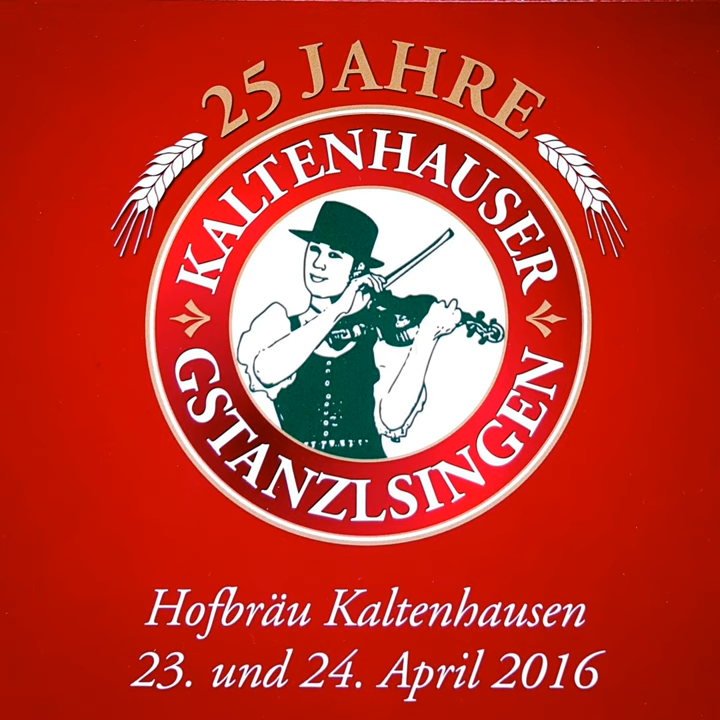 25 JAHRE
KALTENHAUSER
GSTANZLSINGEN
Hofbräu Kaltenhausen
23. und 24. April 2016